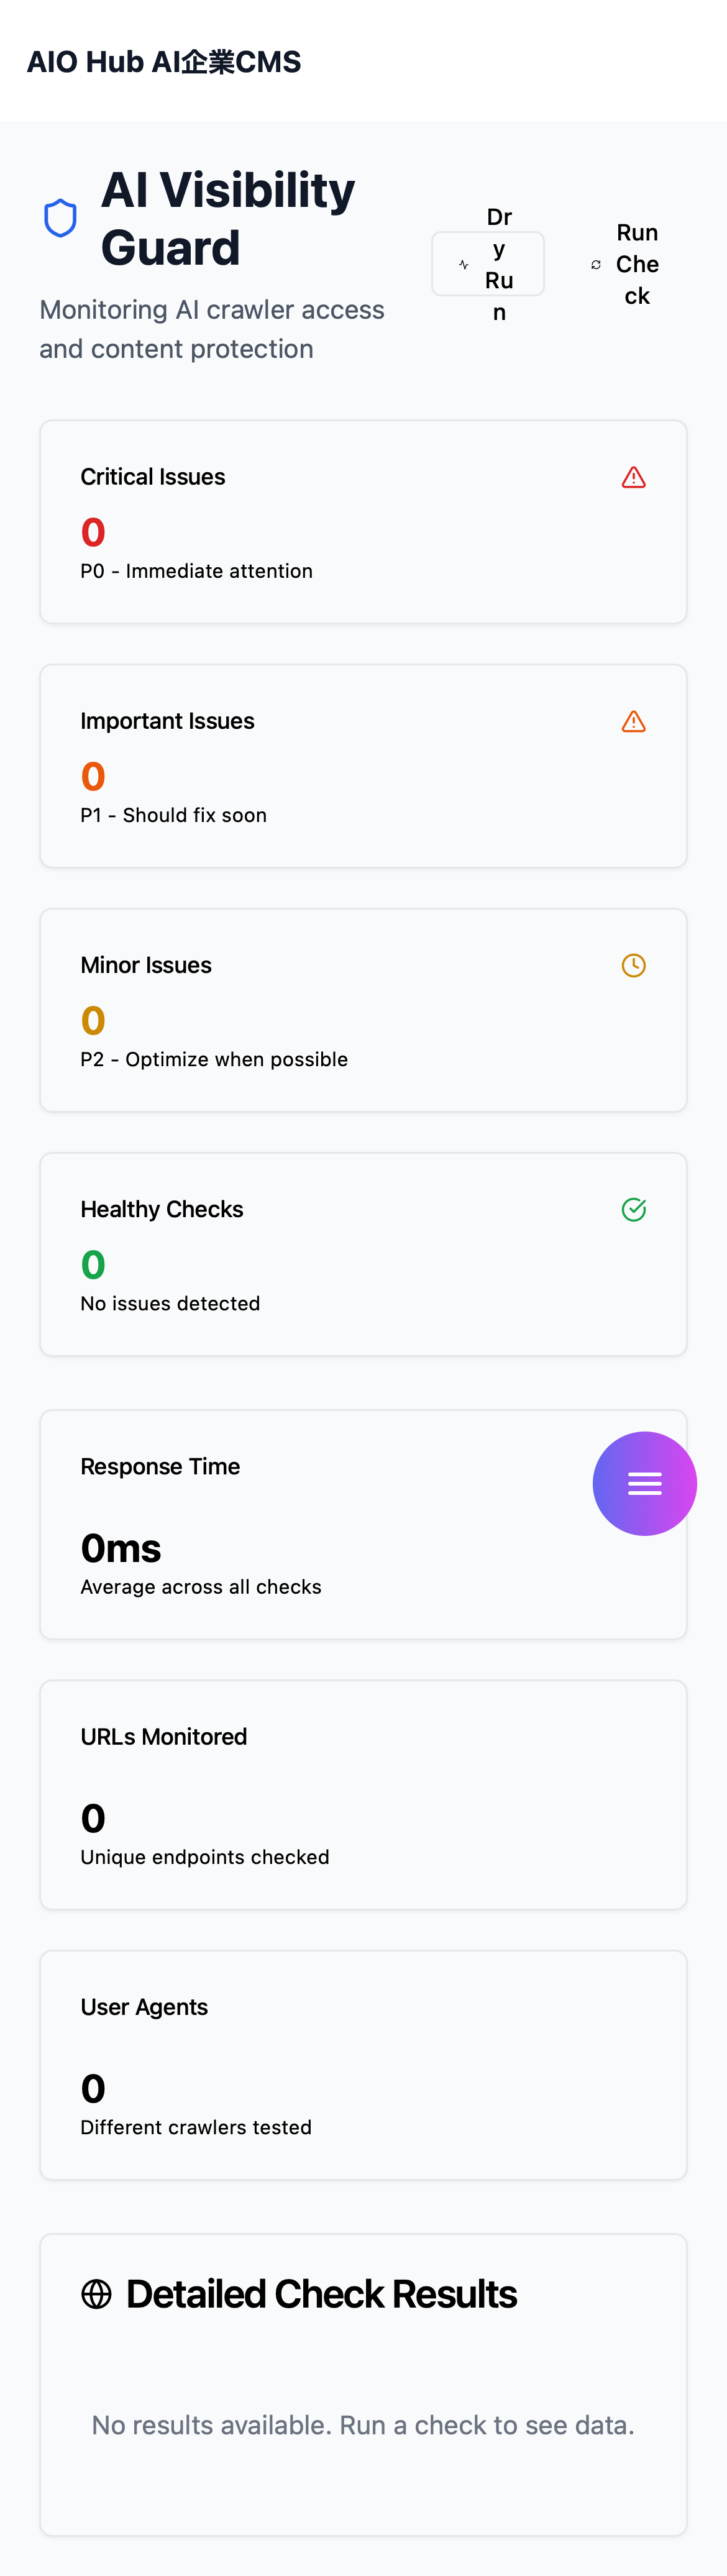 AIO Hub AI企業CMS
AI Visibility
Guard
Monitoring AI crawler access
and content protection
Dr
y
Ru
n
Run
Che
ck
Critical Issues
0
P0 - Immediate attention
Important Issues
0
P1 - Should fix soon
Minor Issues
0
P2 - Optimize when possible
Healthy Checks
0
No issues detected
Response Time
0ms
Average across all checks
URLs Monitored
0
Unique endpoints checked
User Agents
0
Different crawlers tested
Detailed Check Results
No results available. Run a check to see data.